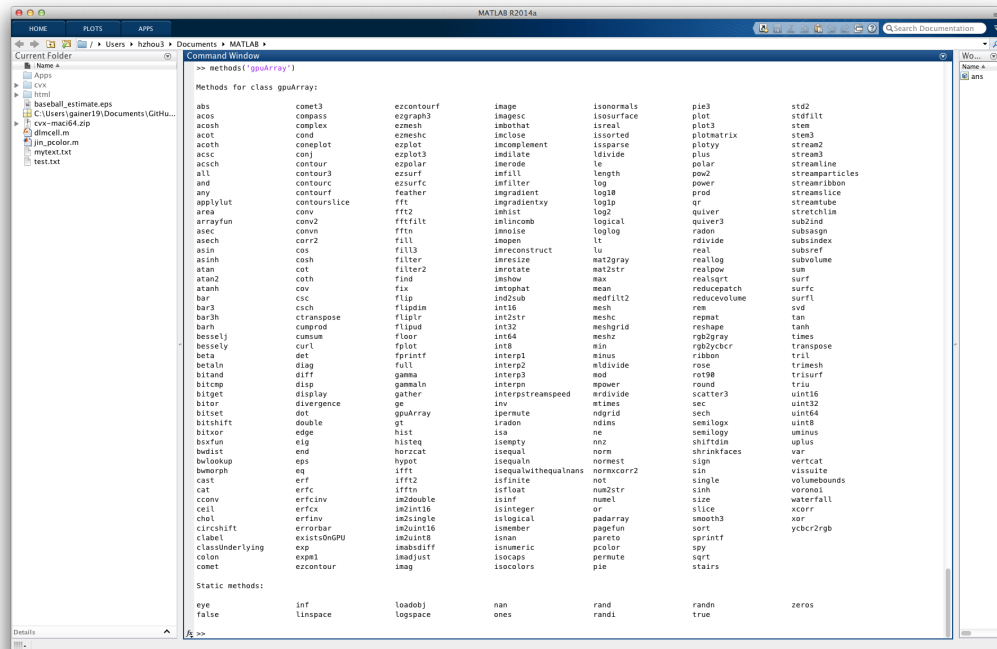 MATLAB R2014a
HOME PLOTS APPS
Search Documentation
/ Users hzhou3 Documents MATLAB
Current Folder
Name
Apps
cvx
html
baseball_estimate.eps
C:\Users\gainer19\Documents\GitHu...
cvx-maci64.zip
dlmcell.m
jin_pcolor.m
mytext.txt
test.txt
Details
Command Window
>> methods('gpuArray')
Methods for class gpuArray:
abs comet3 ezcontourf image isonormals pie3 std2
acos compass ezgraph3 imagesc isosurface plot stdfilt
acosh complex ezmesh imbothat isreal plot3 stem
acot cond ezmeshc imclose issorted plotmatrix stem3
acoth coneplot ezplot imcomplement issparse plotyy stream2
acsc conj ezplot3 imdilate ldivide plus stream3
acsch contour ezpolar imerode le polar streamline
all contour3 ezsurf imfill length pow2 streamparticles
and contourc ezsurfc imfilter log power streamribbon
any contourf feather imgradient log10 prod streamslice
applylut contourslice fft imgradientxy log1p qr streamtube
area conv fft2 imhist log2 quiver stretchlim
arrayfun conv2 fftfilt imlincomb logical quiver3 sub2ind
asec convn fftn imnoise loglog radon subsasgn
asech corr2 fill imopen lt rdivide subsindex
asin cos fill3 imreconstruct lu real subsref
asinh cosh filter imresize mat2gray reallog subvolume
atan cot filter2 imrotate mat2str realpow sum
atan2 coth find imshow max realsqrt surf
atanh cov fix imtophat mean reducepatch surfc
bar csc flip ind2sub medfilt2 reducevolume surfl
bar3 csch flipdim int16 mesh rem svd
bar3h ctranspose fliplr int2str meshc repmat tan
barh cumprod flipud int32 meshgrid reshape tanh
besselj cumsum floor int64 meshz rgb2gray times
bessely curl fplot int8 min rgb2ycbcr transpose
beta det fprintf interp1 minus ribbon tril
betaln diag full interp2 mldivide rose trimesh
bitand diff gamma interp3 mod rot90 trisurf
bitcmp disp gammaln interpn mpower round triu
bitget display gather interpstreamspeed mrdivide scatter3 uint16
bitor divergence ge inv mtimes sec uint32
bitset dot gpuArray ipermute ndgrid sech uint64
bitshift double gt iradon ndims semilogx uint8
bitxor edge hist isa ne semilogy uminus
bsxfun eig histeq isempty nnz shiftdim uplus
bwdist end horzcat isequal norm shrinkfaces var
bwlookup eps hypot isequaln normest sign vertcat
bwmorph eq ifft isequalwithequalnans normxcorr2 sin vissuite
cast erf ifft2 isfinite not single volumebounds
cat erfc ifftn isfloat num2str sinh voronoi
cconv erfcinv im2double isinf numel size waterfall
ceil erfcx im2int16 isinteger or slice xcorr
chol erfinv im2single islogical padarray smooth3 xor
circshift errorbar im2uint16 ismember pagefun sort ycbcr2rgb
clabel existsOnGPU im2uint8 isnan pareto sprintf
classUnderlying exp imabsdiff isnumeric pcolor spy
colon expm1 imadjust isocaps permute sqrt
comet ezcontour imag isocolors pie stairs
Static methods:
eye inf loadobj nan rand randn zeros
false linspace logspace ones randi true
fx >>
Wo...
Name
ans